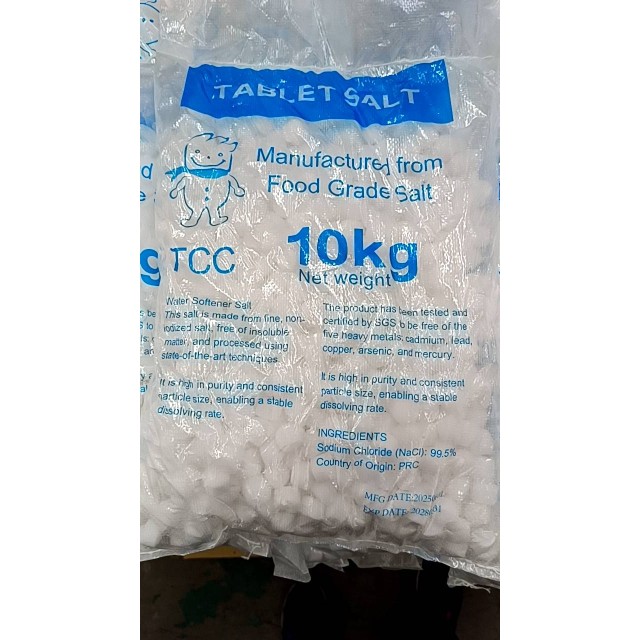 TABLET SALT
Manufactured from
Food Grade Salt
TCC
10kg
Net weight
Water Softener Salt
This salt is made from fine, non-
iodized salt, free of insoluble
matter, and processed using
state-of-the-art techniques.
It is high in purity and consistent
particle size, enabling a stable
dissolving rate.
The product has been tested and
certified by SGS to be free of the
five heavy metals: cadmium, lead,
copper, arsenic, and mercury.
It is high in purity and consistent
particle size, enabling a stable
dissolving rate.
INGREDIENTS
Sodium Chloride (NaCl): 99.5%
Country of Origin: PRC
MFG DATE:
EXP DATE: